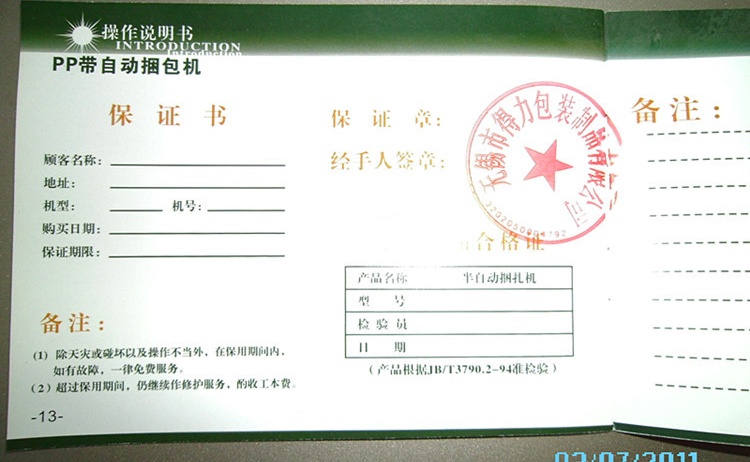 操作说明书
INTRODUCTION
Introduction
PP带自动捆包机
保证书
顾客名称:
地址:
机型: 机号:
购买日期:
保证期限:
备注:
(1) 除天灾或碰坏以及操作不当外, 在保用期间内,
如有故障, 一律免费服务。
(2) 超过保用期间, 仍继续作修护服务, 酌收工本费。
-13-
保证章:
经手人签章:
无锡市得力包装制品有限公司
合格证
产品名称 半自动捆扎机
型号
检验员
日期
(产品根据JB/T3790.2-94准检验)
备注: